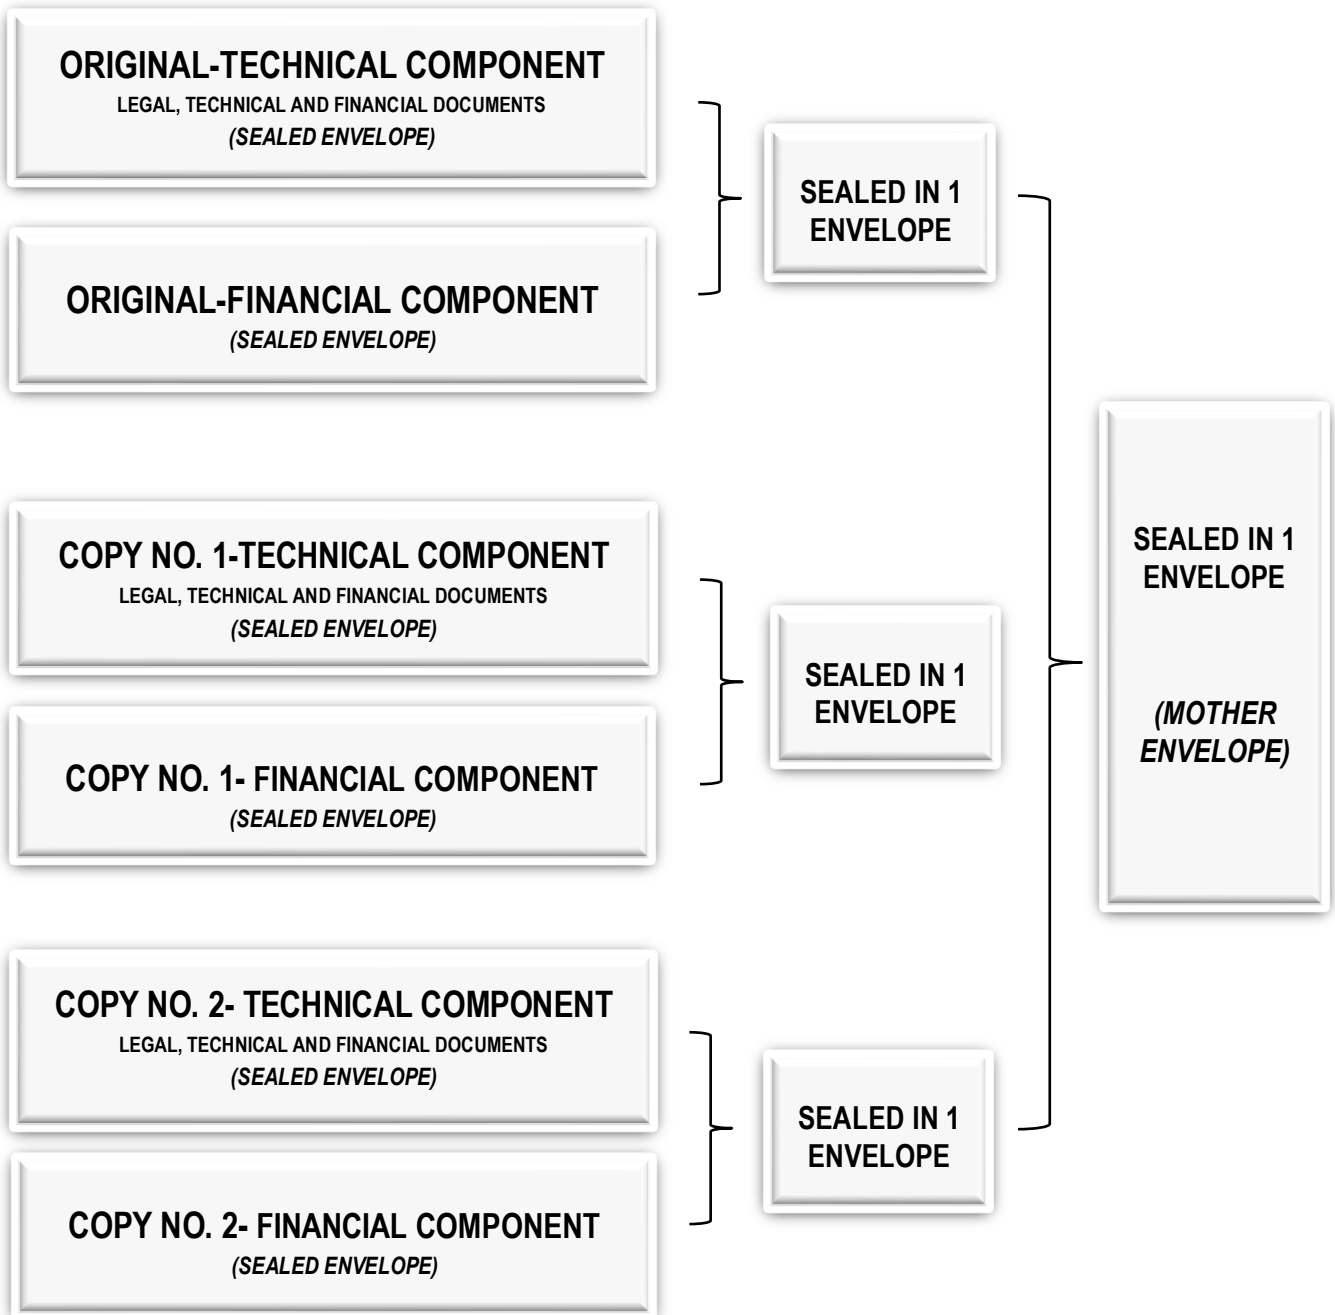 ORIGINAL-TECHNICAL COMPONENT
LEGAL, TECHNICAL AND FINANCIAL DOCUMENTS
(SEALED ENVELOPE)
ORIGINAL-FINANCIAL COMPONENT
(SEALED ENVELOPE)
SEALED IN 1
ENVELOPE
COPY NO. 1-TECHNICAL COMPONENT
LEGAL, TECHNICAL AND FINANCIAL DOCUMENTS
(SEALED ENVELOPE)
COPY NO. 1- FINANCIAL COMPONENT
(SEALED ENVELOPE)
SEALED IN 1
ENVELOPE
COPY NO. 2- TECHNICAL COMPONENT
LEGAL, TECHNICAL AND FINANCIAL DOCUMENTS
(SEALED ENVELOPE)
COPY NO. 2- FINANCIAL COMPONENT
(SEALED ENVELOPE)
SEALED IN 1
ENVELOPE
SEALED IN 1
ENVELOPE
(MOTHER
ENVELOPE)